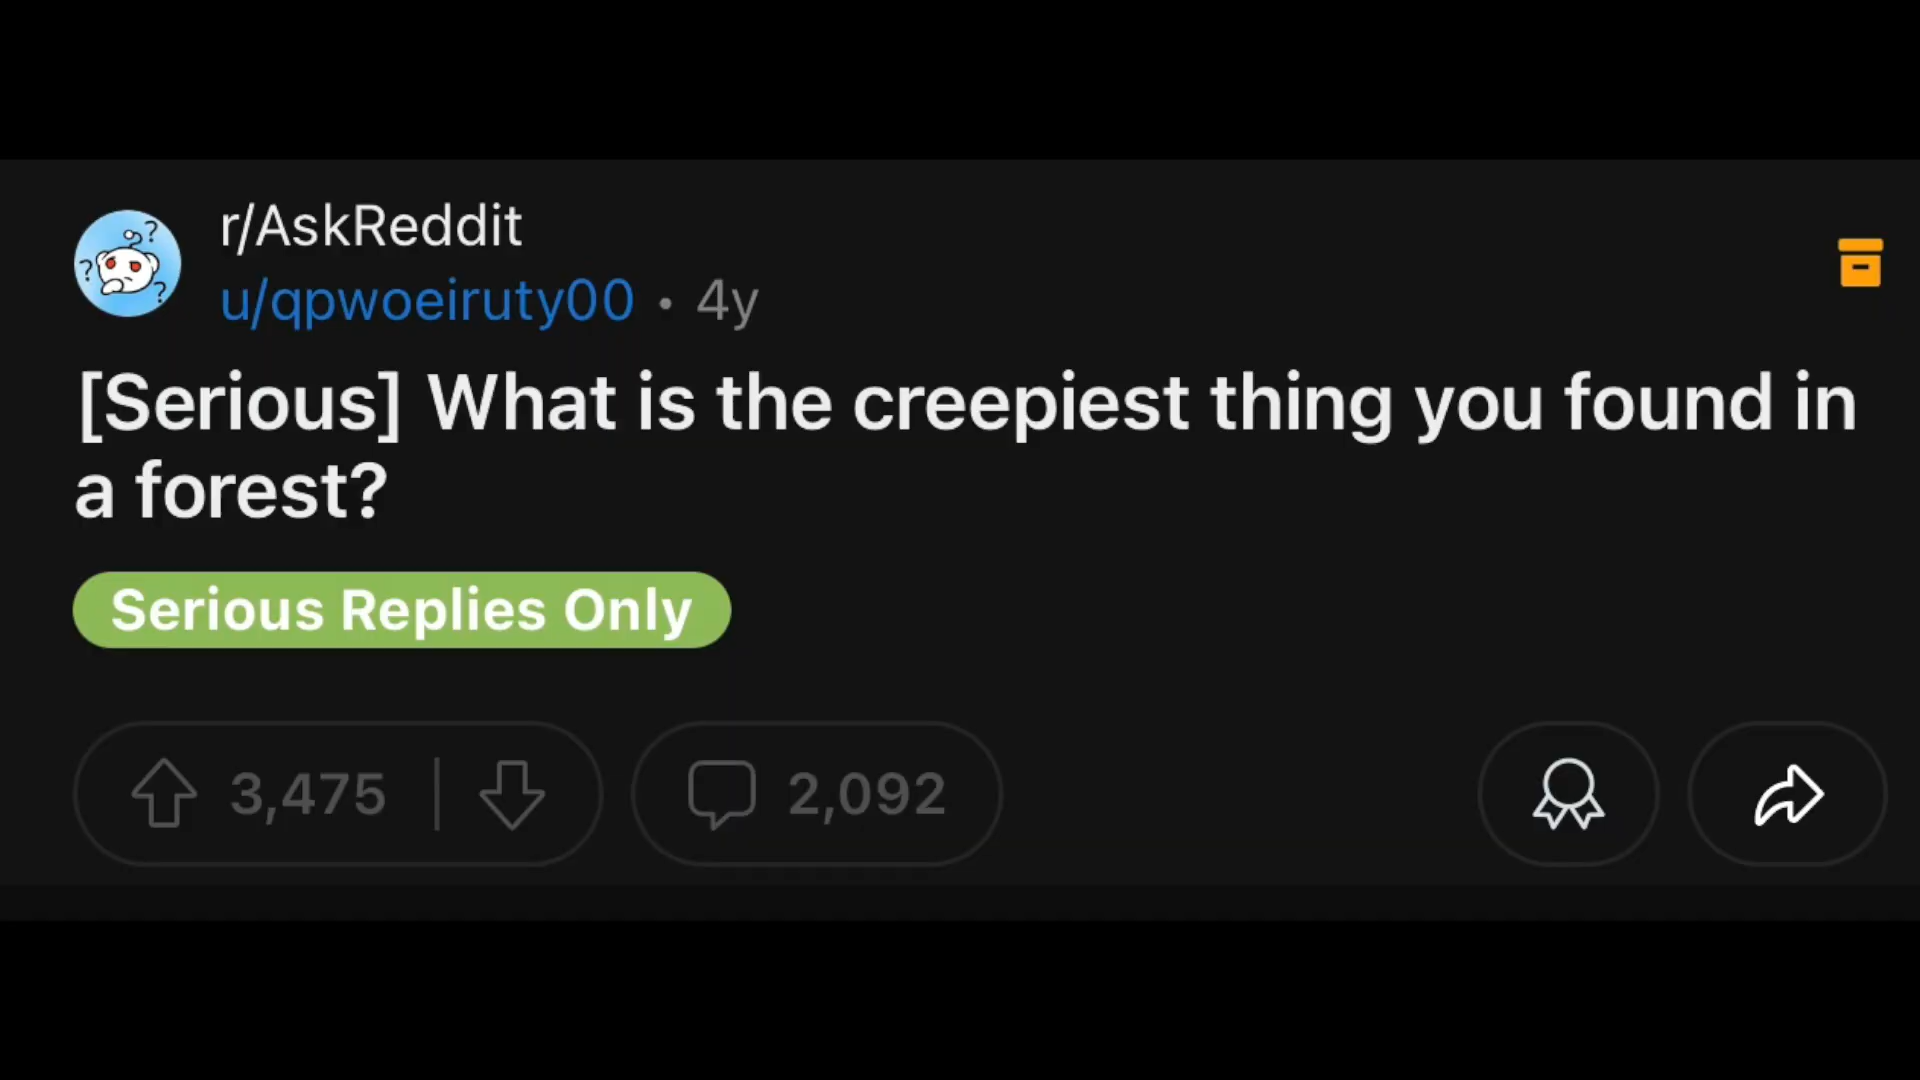 r/AskReddit
u/qpwoeiruty00 • 4y
[Serious] What is the creepiest thing you found in
a forest?
Serious Replies Only
3,475
2,092